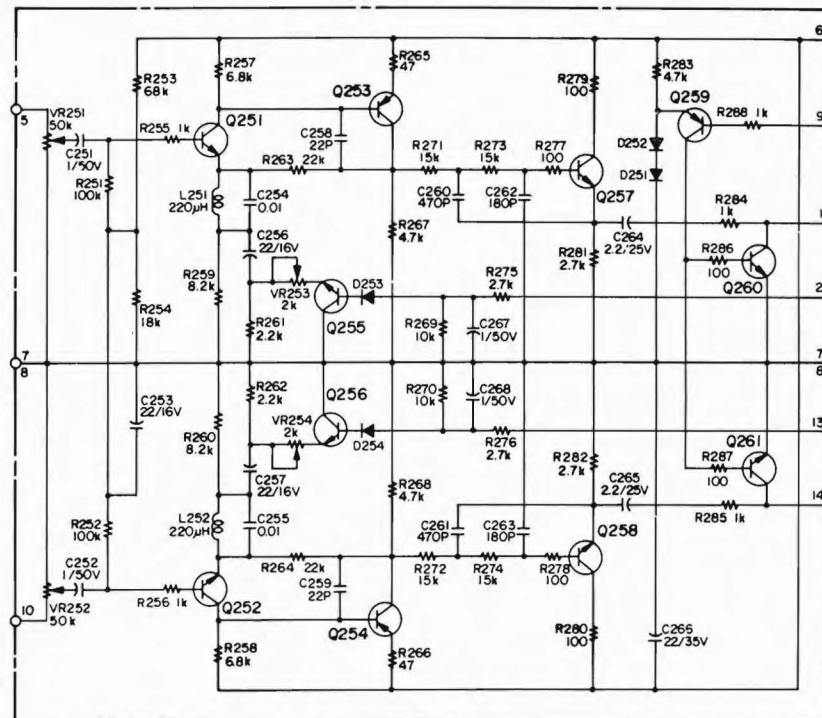 6
R257
6.8k
R265
47
R253
68k
R279
100
R283
4.7k
Q253
Q259
R288 1k
9
5
VR251
50k
Q251
R255 1k
C258
22P
D252
C251
1/50V
R263 22k
R271
15k
R273
15k
R277
100
D251
R251
100k
L251
220μH
C254
0.01
C260
470P
C262
180P
Q257
R284
1k
1
C256
22/16V
R267
4.7k
C264
2.2/25V
R281
2.7k
R286
100
R259
8.2k
D253
R275
2.7k
Q260
2
R254
18k
VR253
2k
Q255
R261
2.2k
R269
10k
C267
1/50V
7
8
7
8
C253
22/16V
R262
2.2k
Q256
R270
10k
C268
1/50V
VR254
2k
R260
8.2k
D254
R276
2.7k
13
Q261
C257
22/16V
R268
4.7k
R282
2.7k
C265
2.2/25V
R287
100
14
R252
100k
L252
220μH
C255
0.01
C261
470P
C263
180P
Q258
R285 1k
C252
1/50V
R264 22k
R272
15k
R274
15k
R278
100
R256 1k
C259
22P
Q252
10
VR252
50k
Q254
R258
6.8k
R266
47
R280
100
C266
22/35V